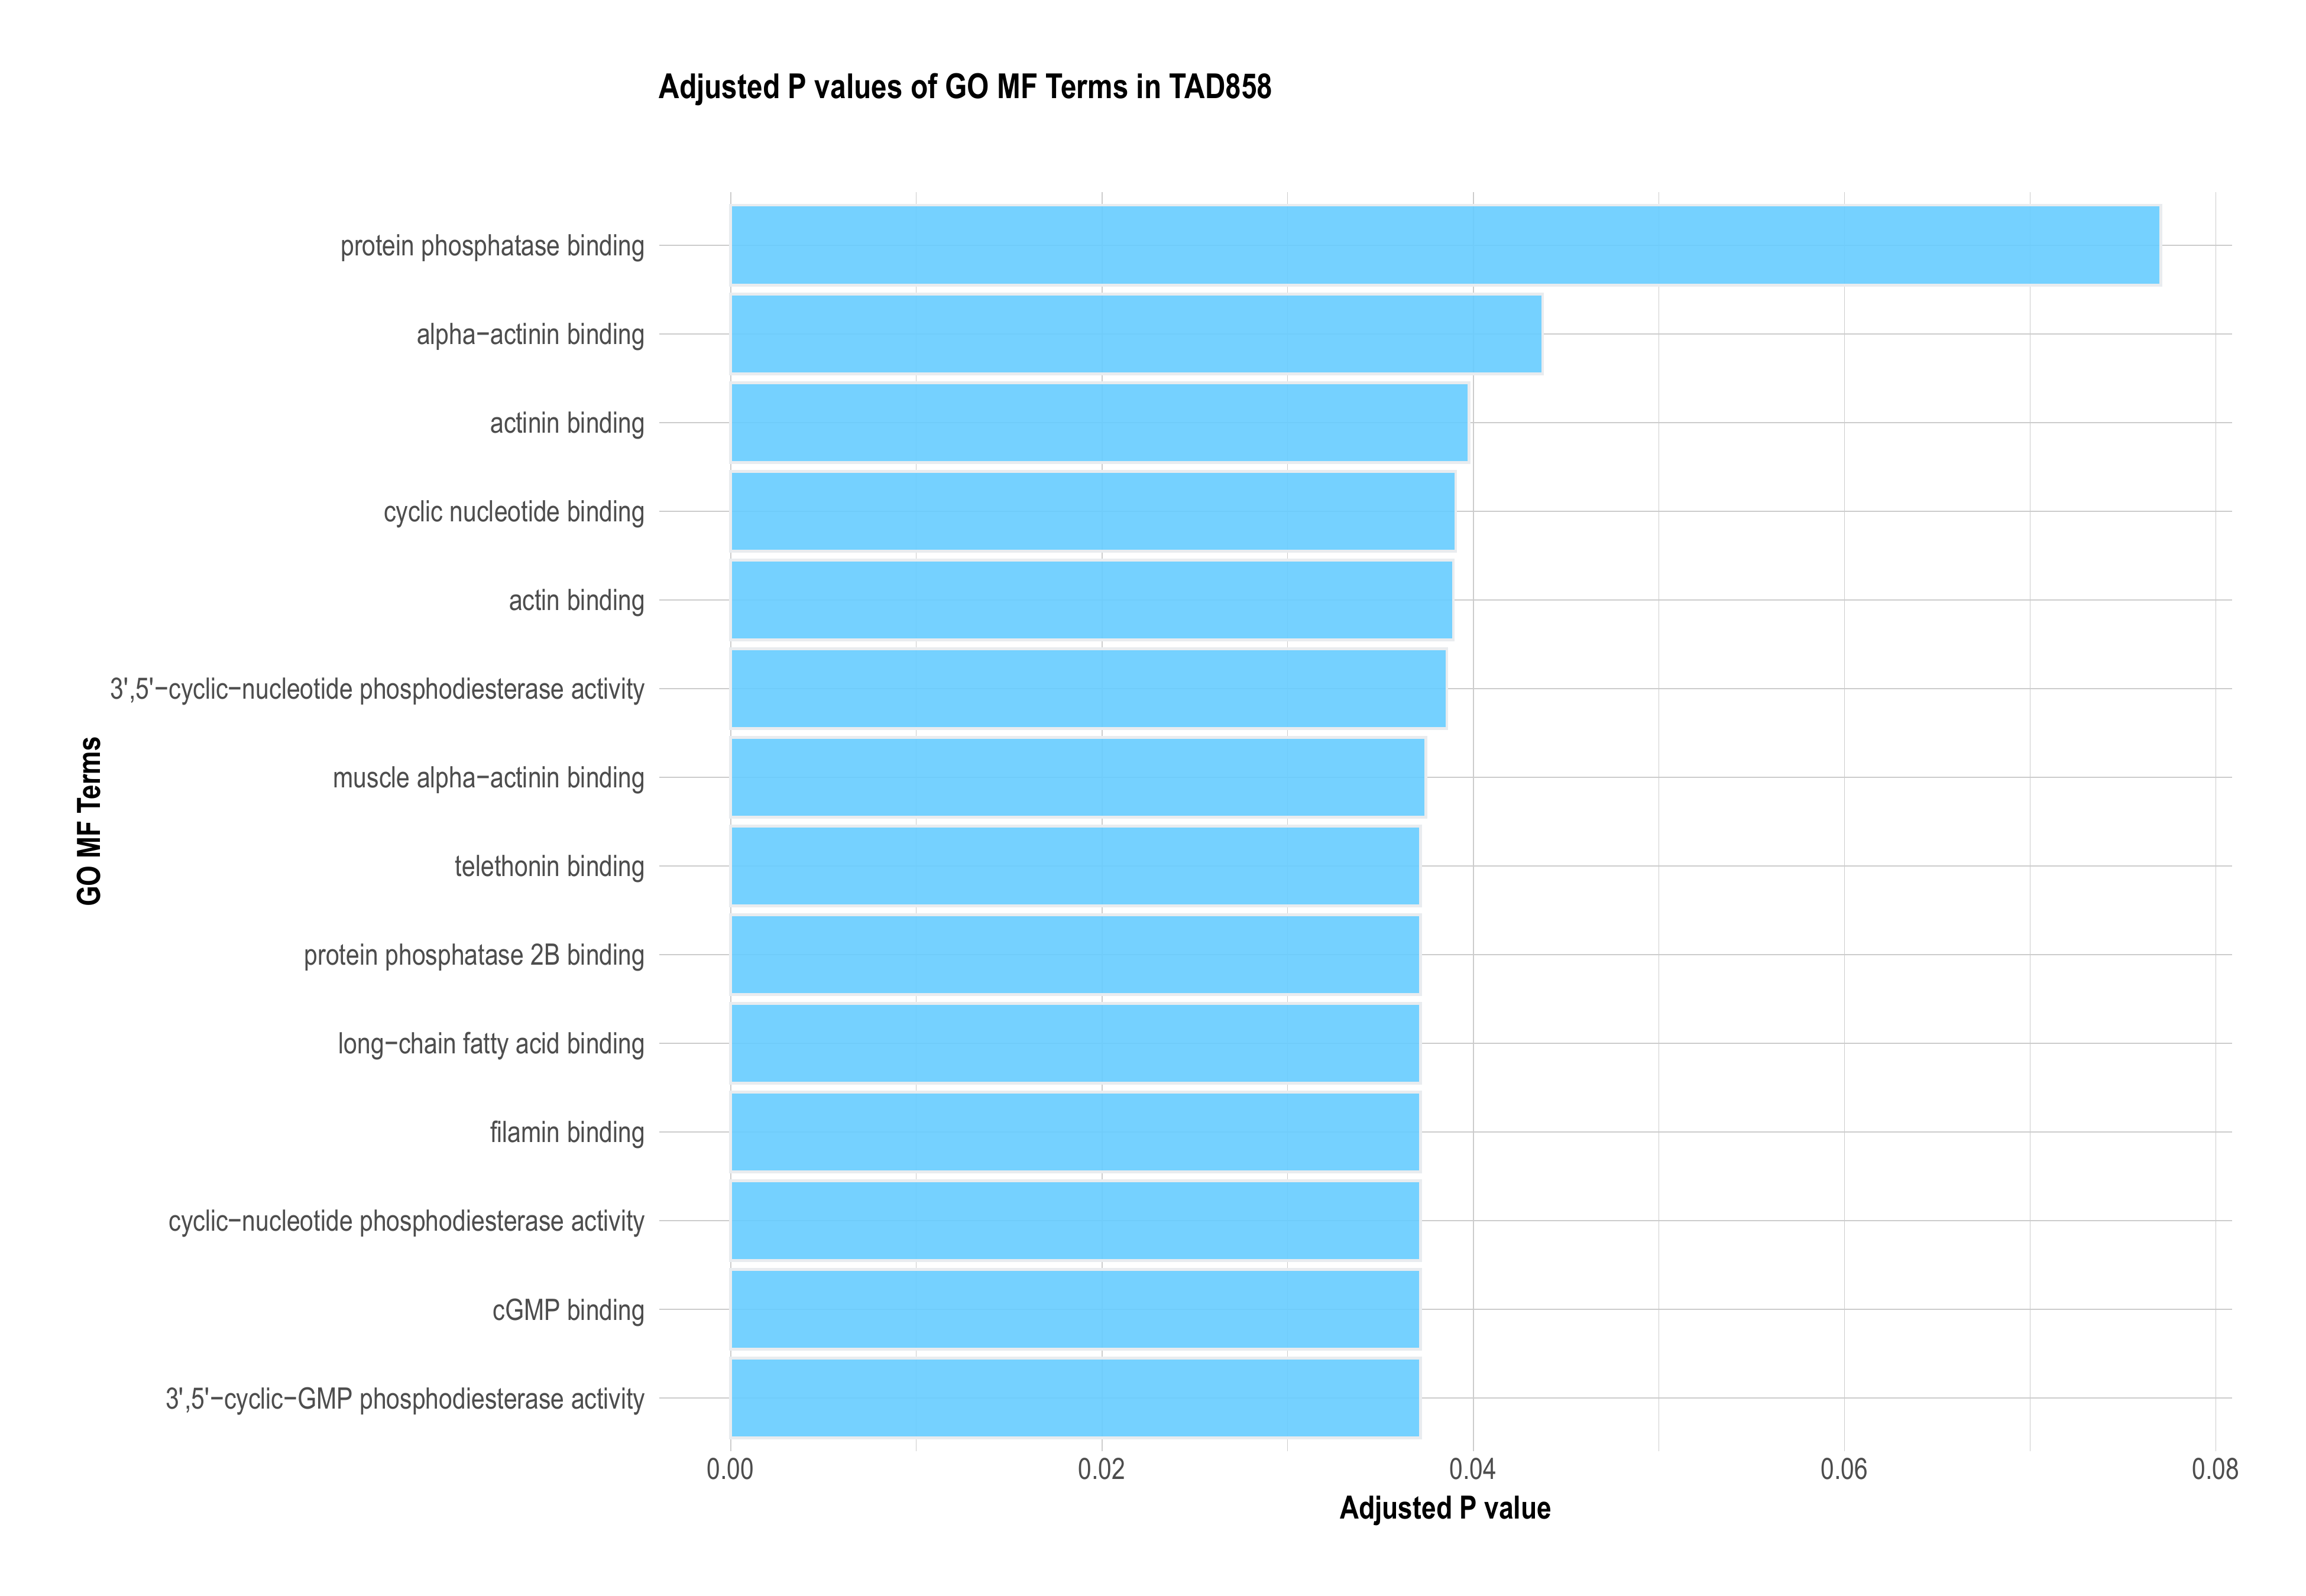 Adjusted P values of GO MF Terms in TAD858
protein phosphatase binding
alpha−actinin binding
actinin binding
cyclic nucleotide binding
actin binding
3',5'−cyclic−nucleotide phosphodiesterase activity
muscle alpha−actinin binding
telethonin binding
protein phosphatase 2B binding
long−chain fatty acid binding
filamin binding
cyclic−nucleotide phosphodiesterase activity
cGMP binding
3',5'−cyclic−GMP phosphodiesterase activity
GO MF Terms
0.00 0.02 0.04 0.06 0.08
Adjusted P value